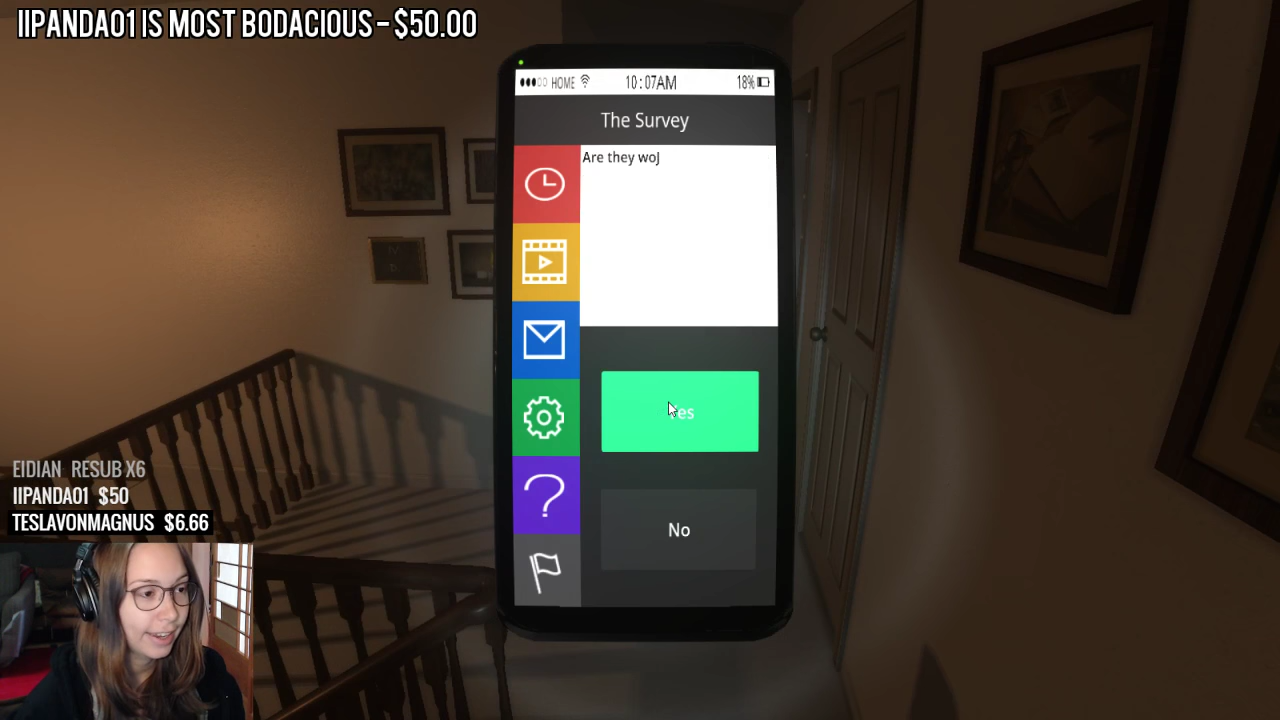 IIPANDA01 IS MOST BODACIOUS - $50.00
HOME 10:07AM 18%
The Survey
Are they woJ
Yes
No
EIDIAN RESUB X6
IIPANDA01 $50
TESLAVONMAGNUS $6.66